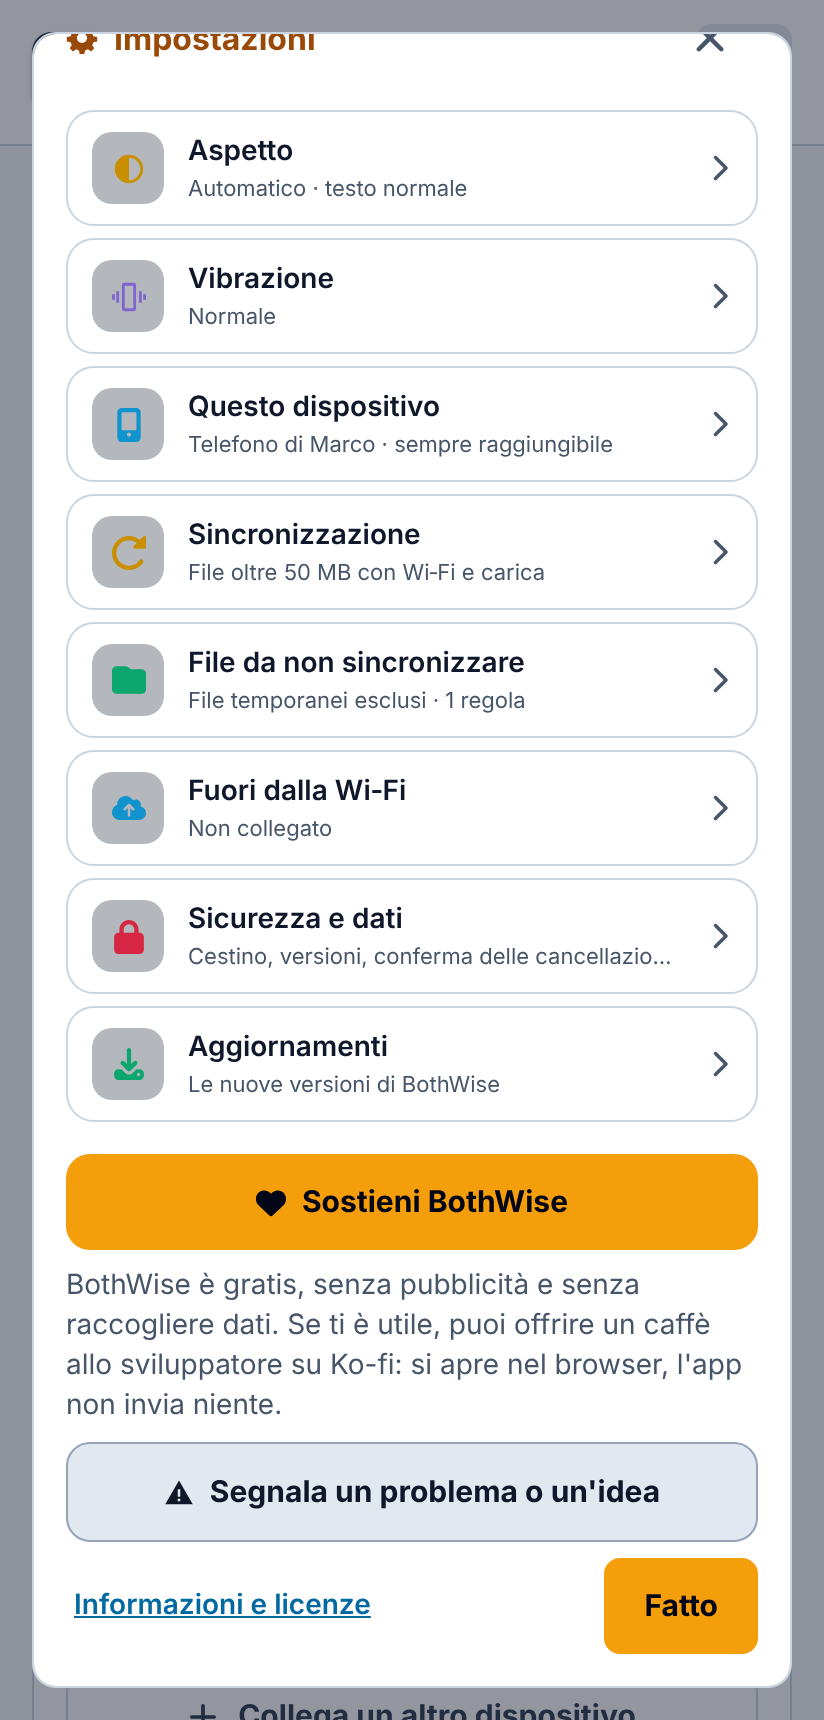 Impostazioni
Aspetto
Automatico · testo normale
Vibrazione
Normale
Questo dispositivo
Telefono di Marco · sempre raggiungibile
Sincronizzazione
File oltre 50 MB con Wi-Fi e carica
File da non sincronizzare
File temporanei esclusi · 1 regola
Fuori dalla Wi-Fi
Non collegato
Sicurezza e dati
Cestino, versioni, conferma delle cancellazio...
Aggiornamenti
Le nuove versioni di BothWise
Sostieni BothWise
BothWise è gratis, senza pubblicità e senza
raccogliere dati. Se ti è utile, puoi offrire un caffè
allo sviluppatore su Ko-fi: si apre nel browser, l'app
non invia niente.
Segnala un problema o un'idea
Informazioni e licenze
Fatto
Collega un altro dispositivo